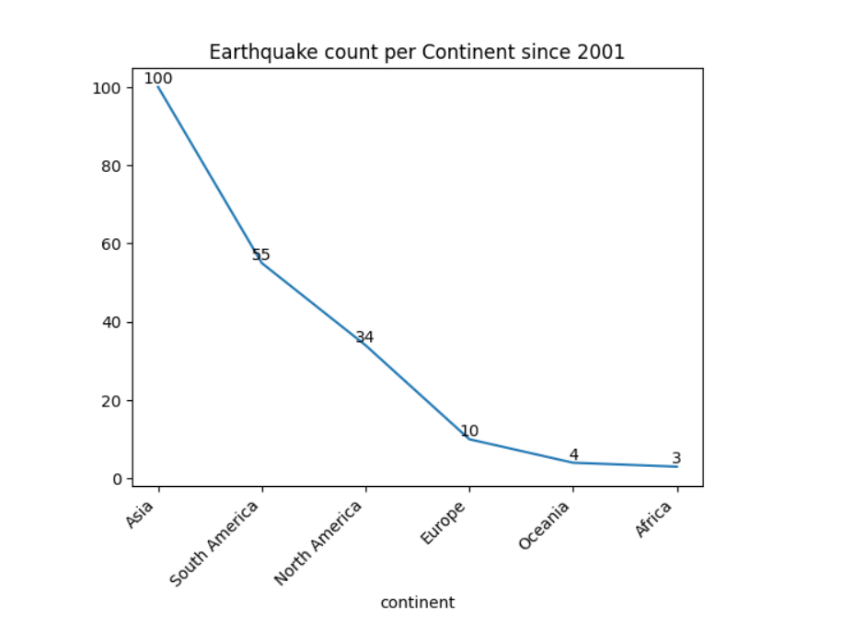 Earthquake count per Continent since 2001
100
80
60
40
20
0
100
55
34
10
4
3
Asia
South America
North America
Europe
Oceania
Africa
continent